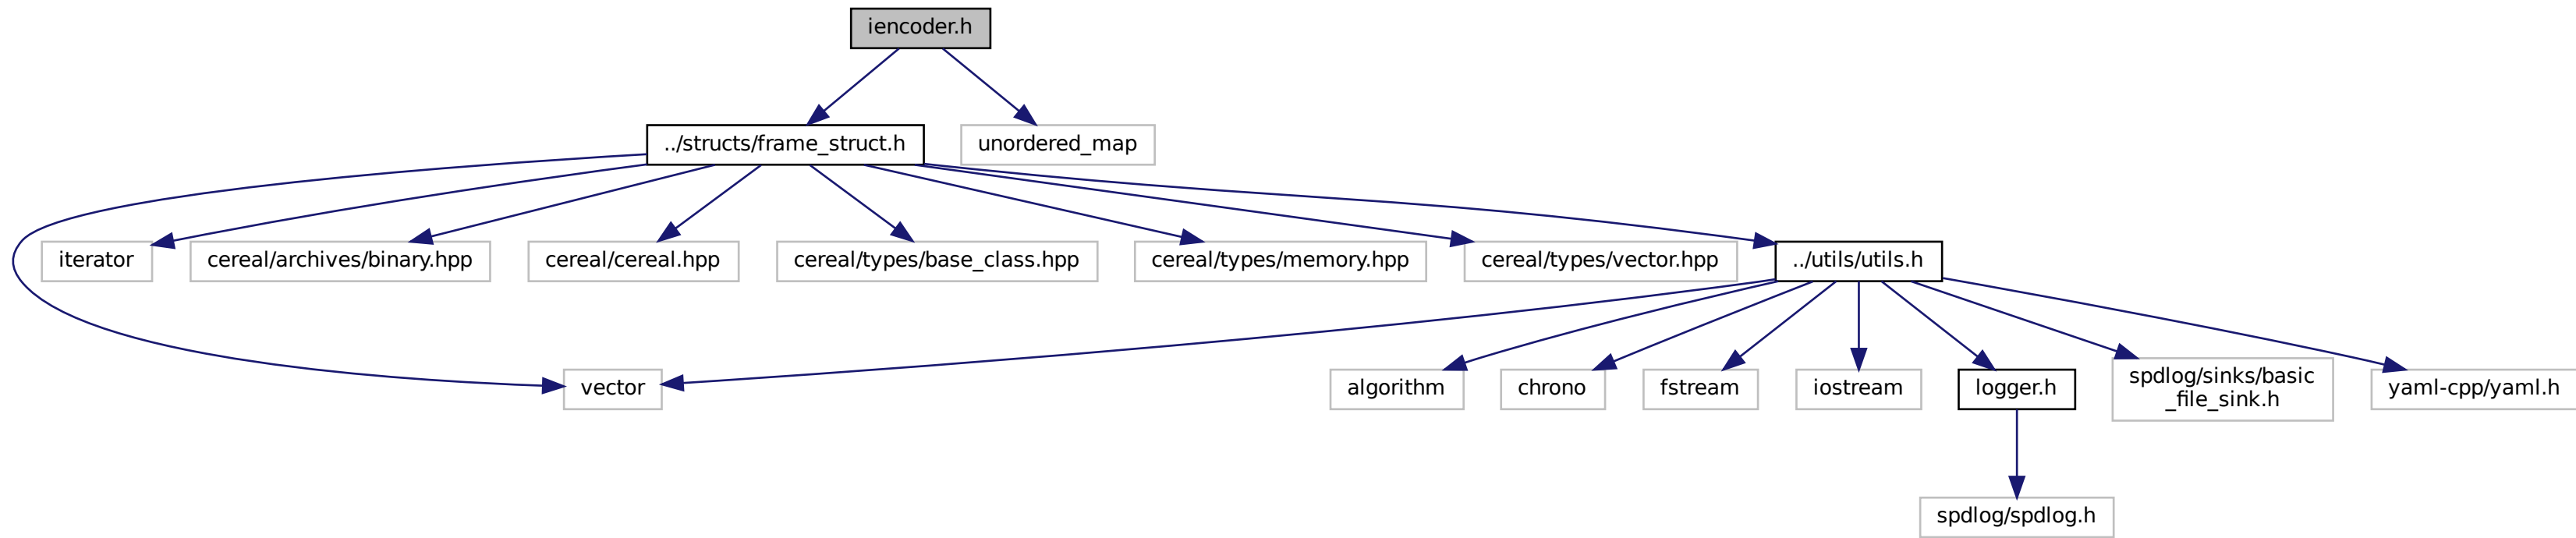 iencoder.h
../structs/frame_struct.h
unordered_map
iterator
cereal/archives/binary.hpp
cereal/cereal.hpp
cereal/types/base_class.hpp
cereal/types/memory.hpp
cereal/types/vector.hpp
../utils/utils.h
vector
algorithm
chrono
fstream
iostream
logger.h
spdlog/sinks/basic
_file_sink.h
yaml-cpp/yaml.h
spdlog/spdlog.h